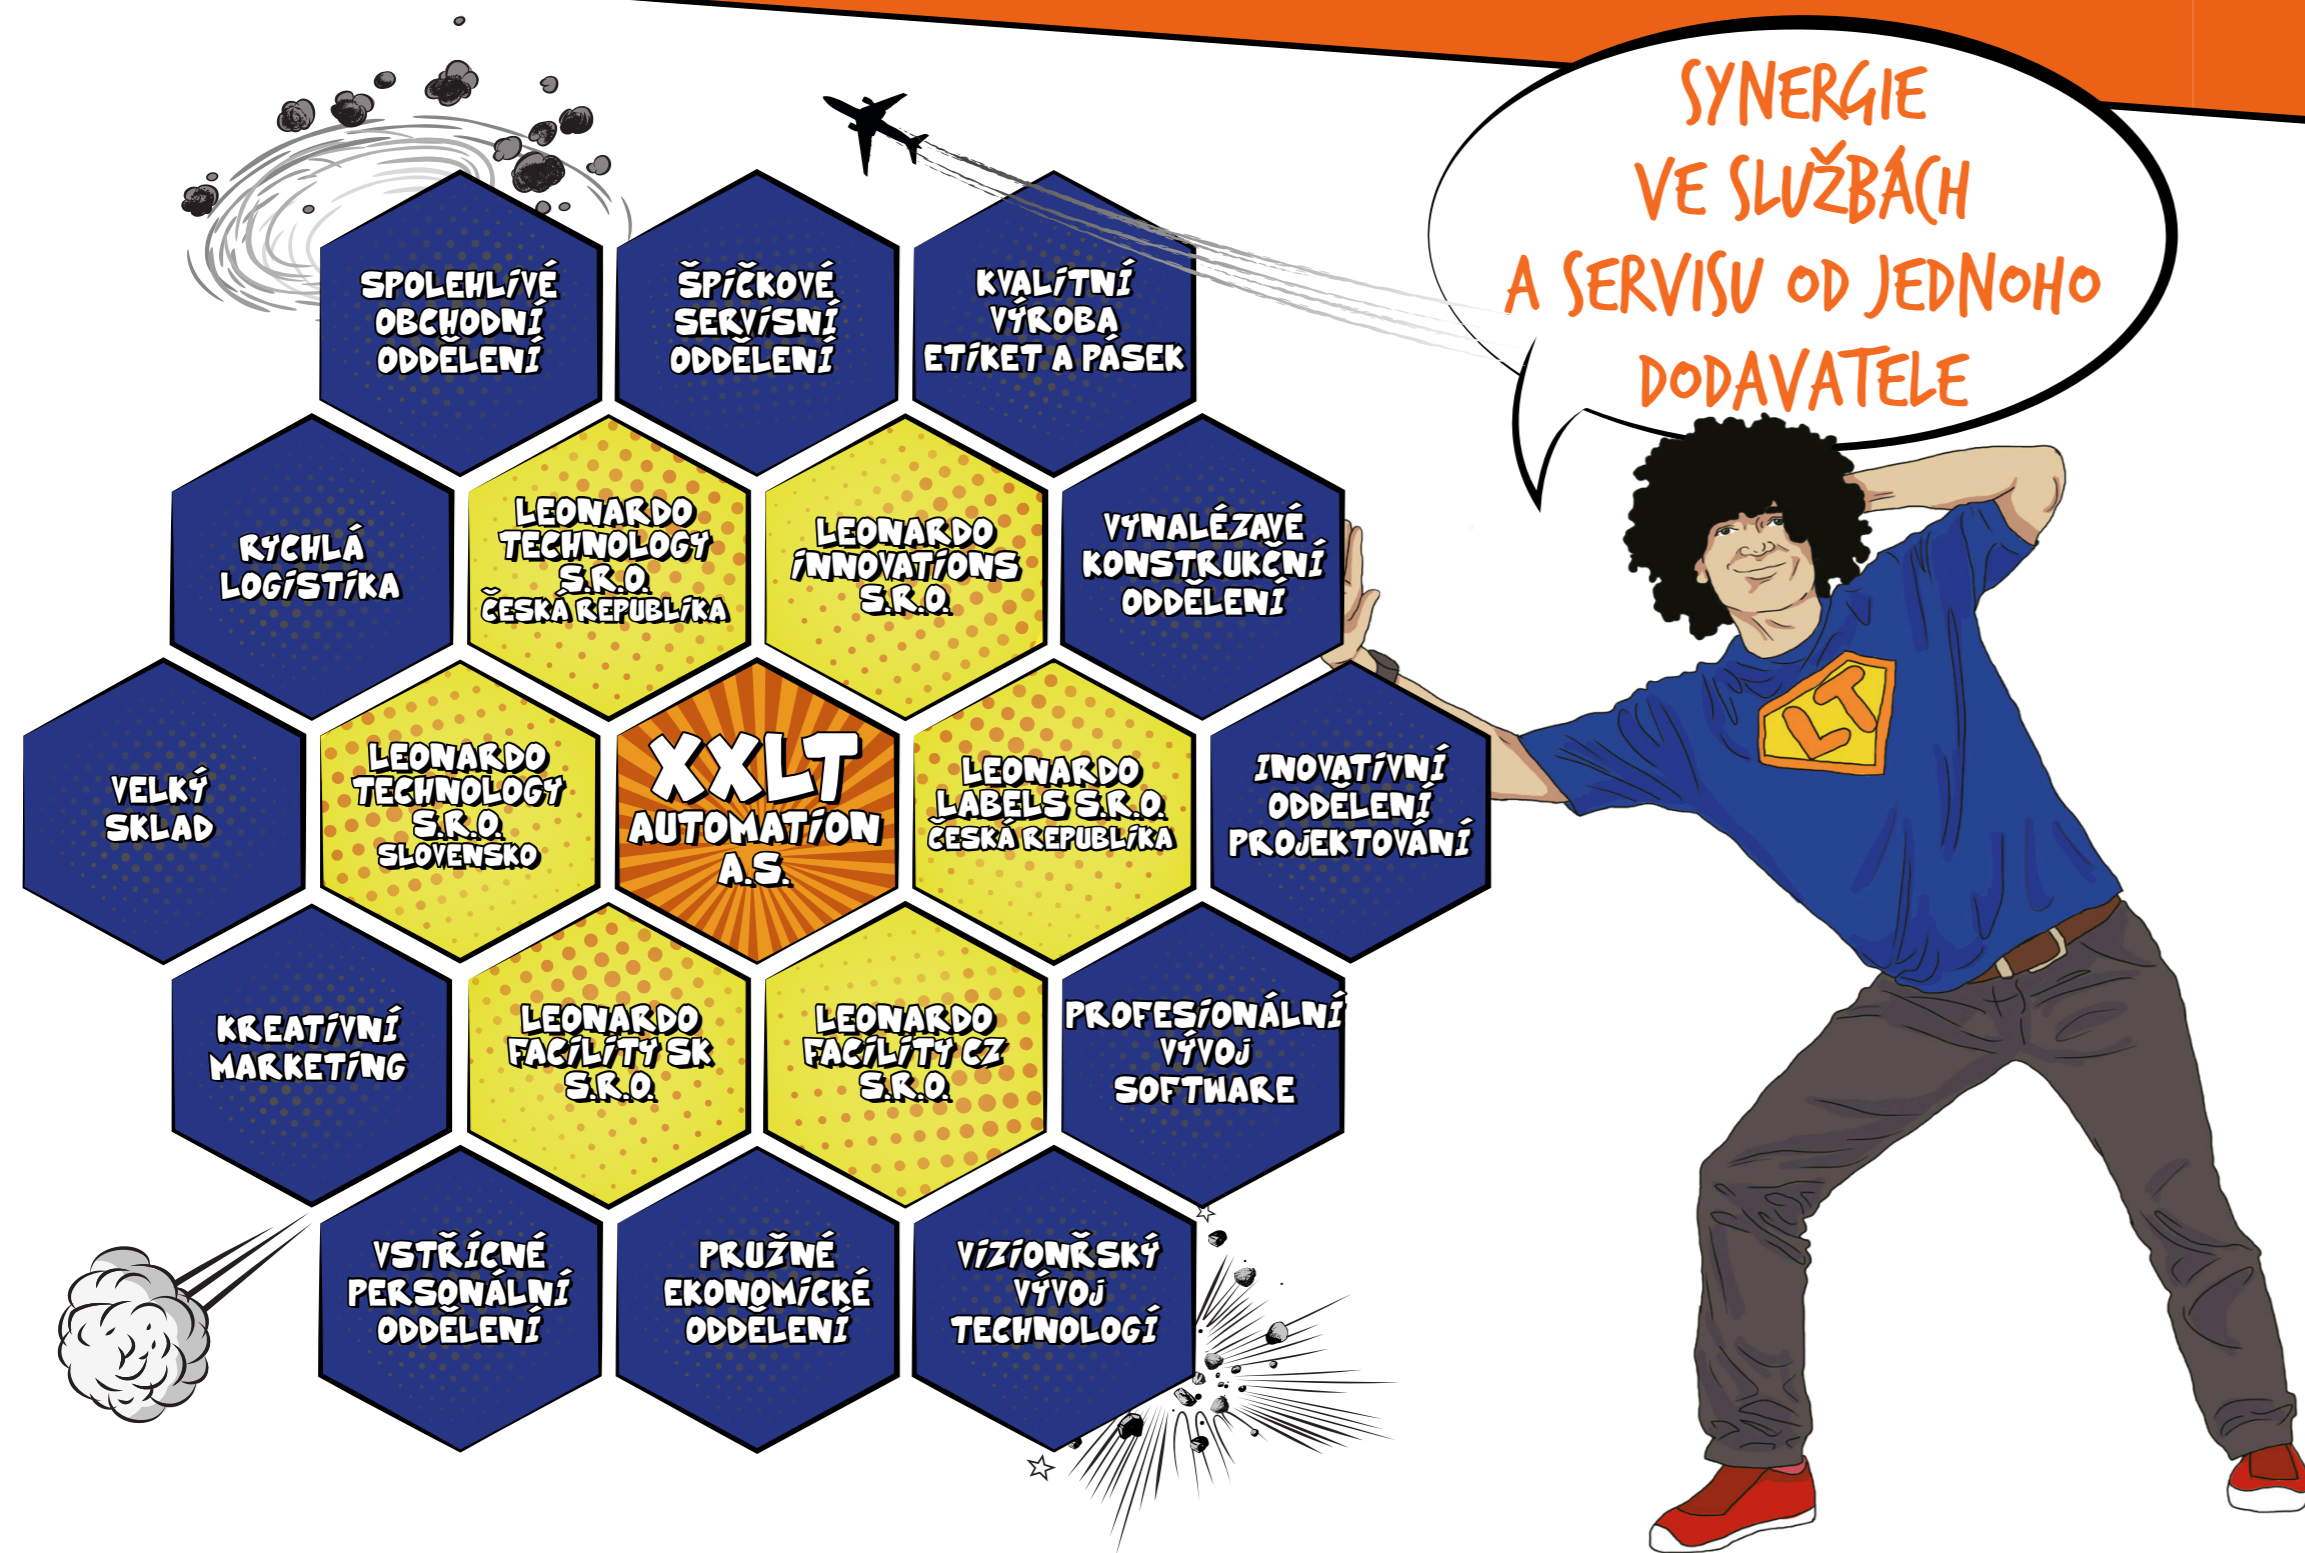 SYNERGIE
VE SLUŽBÁCH
A SERVISU OD JEDNOHO
DODAVATELE
SPOLEHLIVÉ
OBCHODNÍ
ODDĚLENÍ
ŠPIČKOVÉ
SERVISNÍ
ODDĚLENÍ
KVALITNÍ
VÝROBA
ETIKET A PÁSEK
RYCHLÁ
LOGISTIKA
LEONARDO
TECHNOLOGY
S.R.O.
ČESKÁ REPUBLIKA
LEONARDO
INNOVATIONS
S.R.O.
VYNALÉZAVÉ
KONSTRUKČNÍ
ODDĚLENÍ
VELKÝ
SKLAD
LEONARDO
TECHNOLOGY
S.R.O.
SLOVENSKO
XXLT
AUTOMATION
A.S.
LEONARDO
LABELS S.R.O.
ČESKÁ REPUBLIKA
INOVATIVNÍ
ODDĚLENÍ
PROJEKTOVÁNÍ
LT
KREATIVNÍ
MARKETING
LEONARDO
FACILITY SK
S.R.O.
LEONARDO
FACILITY CZ
S.R.O.
PROFESIONÁLNÍ
VÝVOJ
SOFTWARE
VSTŘÍCNÉ
PERSONÁLNÍ
ODDĚLENÍ
PRUŽNÉ
EKONOMICKÉ
ODDĚLENÍ
VIZIONŘSKÝ
VÝVOJ
TECHNOLOGÍ